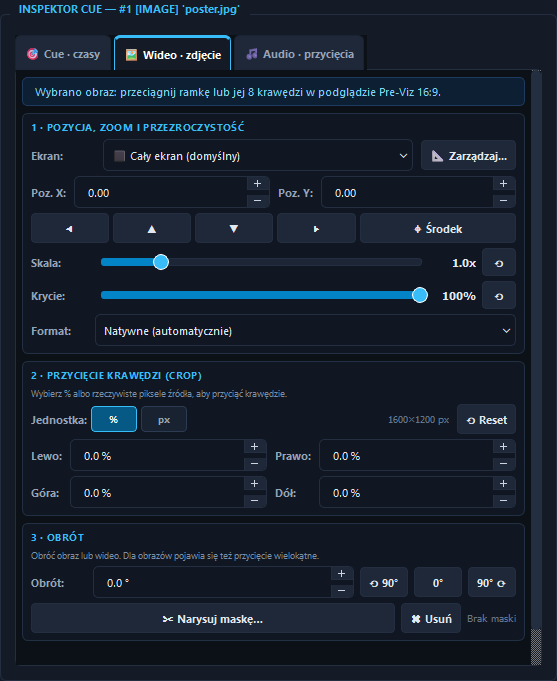 INSPEKTOR CUE — #1 [IMAGE] 'poster.jpg'
Cue · czasy
Wideo · zdjęcie
Audio · przycięcia
Wybrano obraz: przeciągnij ramkę lub jej 8 krawędzi w podglądzie Pre-Viz 16:9.
1 · POZYCJA, ZOOM I PRZEZROCZYSTOŚĆ
Ekran: Cały ekran (domyślny) Zarządzaj...
Poz. X: 0.00 + − Poz. Y: 0.00 + −
◂ ▲ ▼ ▸ ⌖ Środek
Skala: 1.0x ⟲
Krycie: 100% ⟲
Format: Natywne (automatycznie)
2 · PRZYCIĘCIE KRAWĘDZI (CROP)
Wybierz % albo rzeczywiste piksele źródła, aby przyciąć krawędzie.
Jednostka: % px 1600×1200 px ⟲ Reset
Lewo: 0.0 % + − Prawo: 0.0 % + −
Góra: 0.0 % + − Dół: 0.0 % + −
3 · OBRÓT
Obróć obraz lub wideo. Dla obrazów pojawia się też przycięcie wielokątne.
Obrót: 0.0 ° + − ⟲ 90° 0° 90° ⟳
✂ Narysuj maskę... ✖ Usuń Brak maski